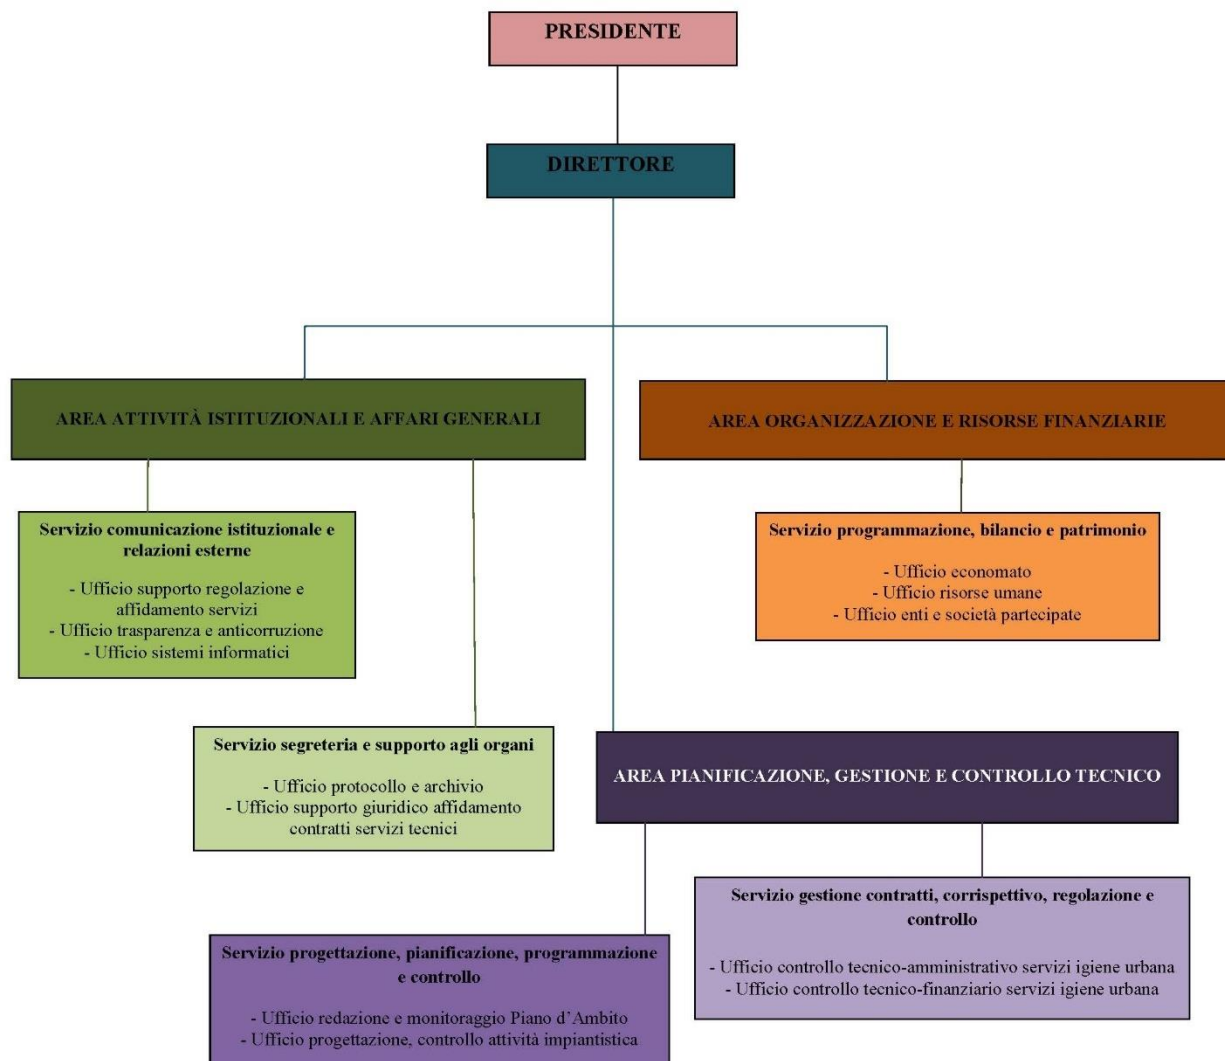 PRESIDENTE
DIRETTORE
AREA ATTIVITÀ ISTITUZIONALI E AFFARI GENERALI
AREA ORGANIZZAZIONE E RISORSE FINANZIARIE
Servizio comunicazione istituzionale e
relazioni esterne
- Ufficio supporto regolazione e
affidamento servizi
- Ufficio trasparenza e anticorruzione
- Ufficio sistemi informatici
Servizio programmazione, bilancio e patrimonio
- Ufficio economato
- Ufficio risorse umane
- Ufficio enti e società partecipate
Servizio segreteria e supporto agli organi
- Ufficio protocollo e archivio
- Ufficio supporto giuridico affidamento
contratti servizi tecnici
AREA PIANIFICAZIONE, GESTIONE E CONTROLLO TECNICO
Servizio progettazione, pianificazione, programmazione
e controllo
- Ufficio redazione e monitoraggio Piano d’Ambito
- Ufficio progettazione, controllo attività impiantistica
Servizio gestione contratti, corrispettivo, regolazione e
controllo
- Ufficio controllo tecnico-amministrativo servizi igiene urbana
- Ufficio controllo tecnico-finanziario servizi igiene urbana